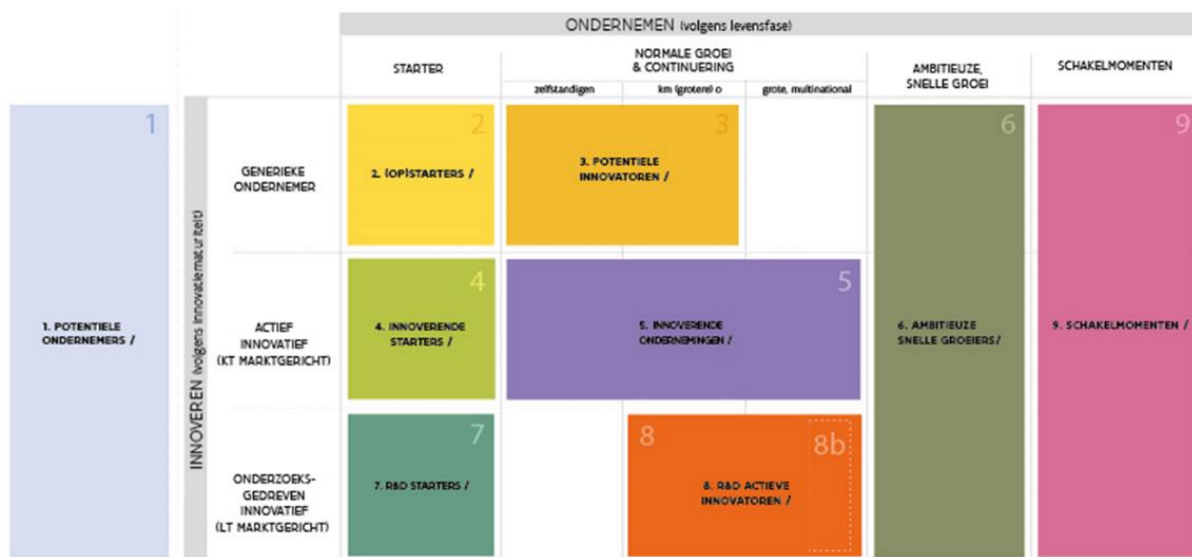 ONDERNEMEN (volgens levensfase)
STARTER
NORMALE GROEI
& CONTINUERING
AMBITIEUZE,
SNELLE GROEI
SCHAKELMOMENTEN
zelfstandigen
km (grotere) o
grote, multinational
INNOVEREN (volgens innovatiematuriteit)
1
1. POTENTIELE
ONDERNEMERS /
GENERIEKE
ONDERNEMER
2
2. (OP)STARTERS /
3
3. POTENTIELE
INNOVATOREN /
6
6. AMBITIEUZE
SNELLE GROEIERS/
9
9. SCHAKELMOMENTEN /
ACTIEF
INNOVATIEF
(KT MARKTGERICHT)
4
4. INNOVERENDE
STARTERS /
5
5. INNOVERENDE
ONDERNEMINGEN /
ONDERZOEKS-
GEDREVEN
INNOVATIEF
(LT MARKTGERICHT)
7
7. R&D STARTERS /
8
8b
8. R&D ACTIEVE
INNOVATOREN /